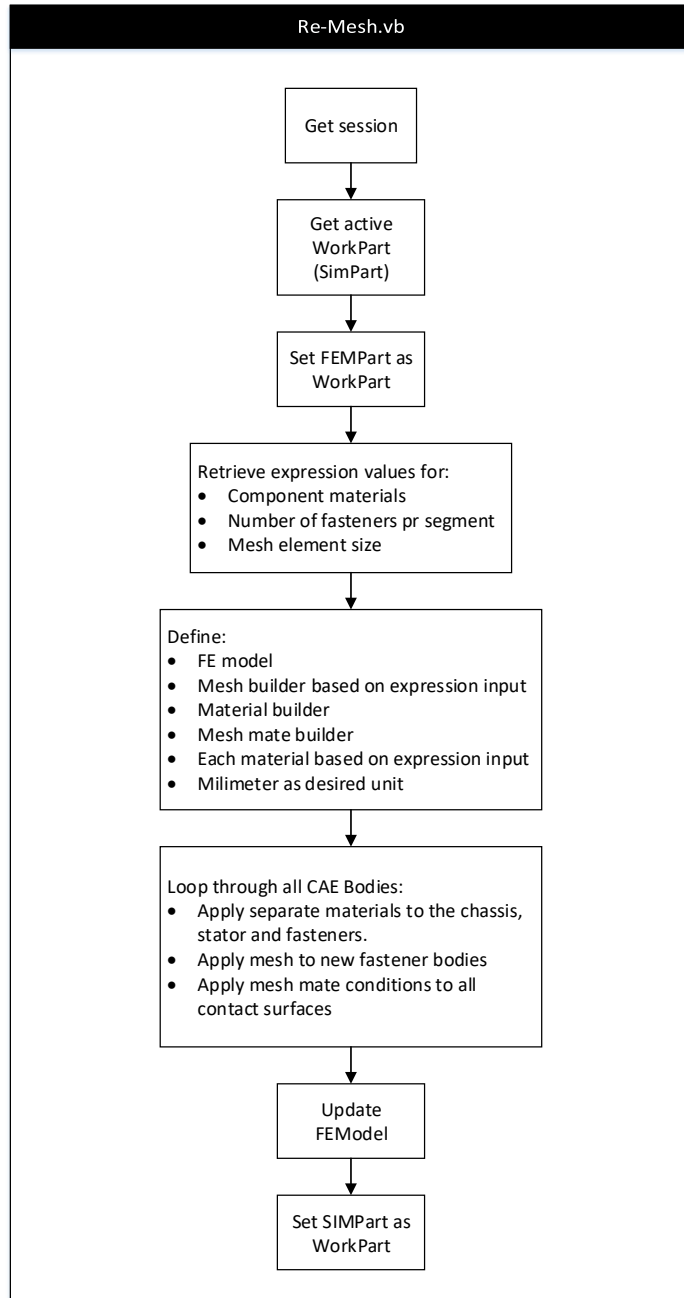 Re-Mesh.vb
Get session
Get active
WorkPart
(SimPart)
Set FEMPart as
WorkPart
Retrieve expression values for:
• Component materials
• Number of fasteners pr segment
• Mesh element size
Define:
• FE model
• Mesh builder based on expression input
• Material builder
• Mesh mate builder
• Each material based on expression input
• Milimeter as desired unit
Loop through all CAE Bodies:
• Apply separate materials to the chassis,
stator and fasteners.
• Apply mesh to new fastener bodies
• Apply mesh mate conditions to all
contact surfaces
Update
FEModel
Set SIMPart as
WorkPart